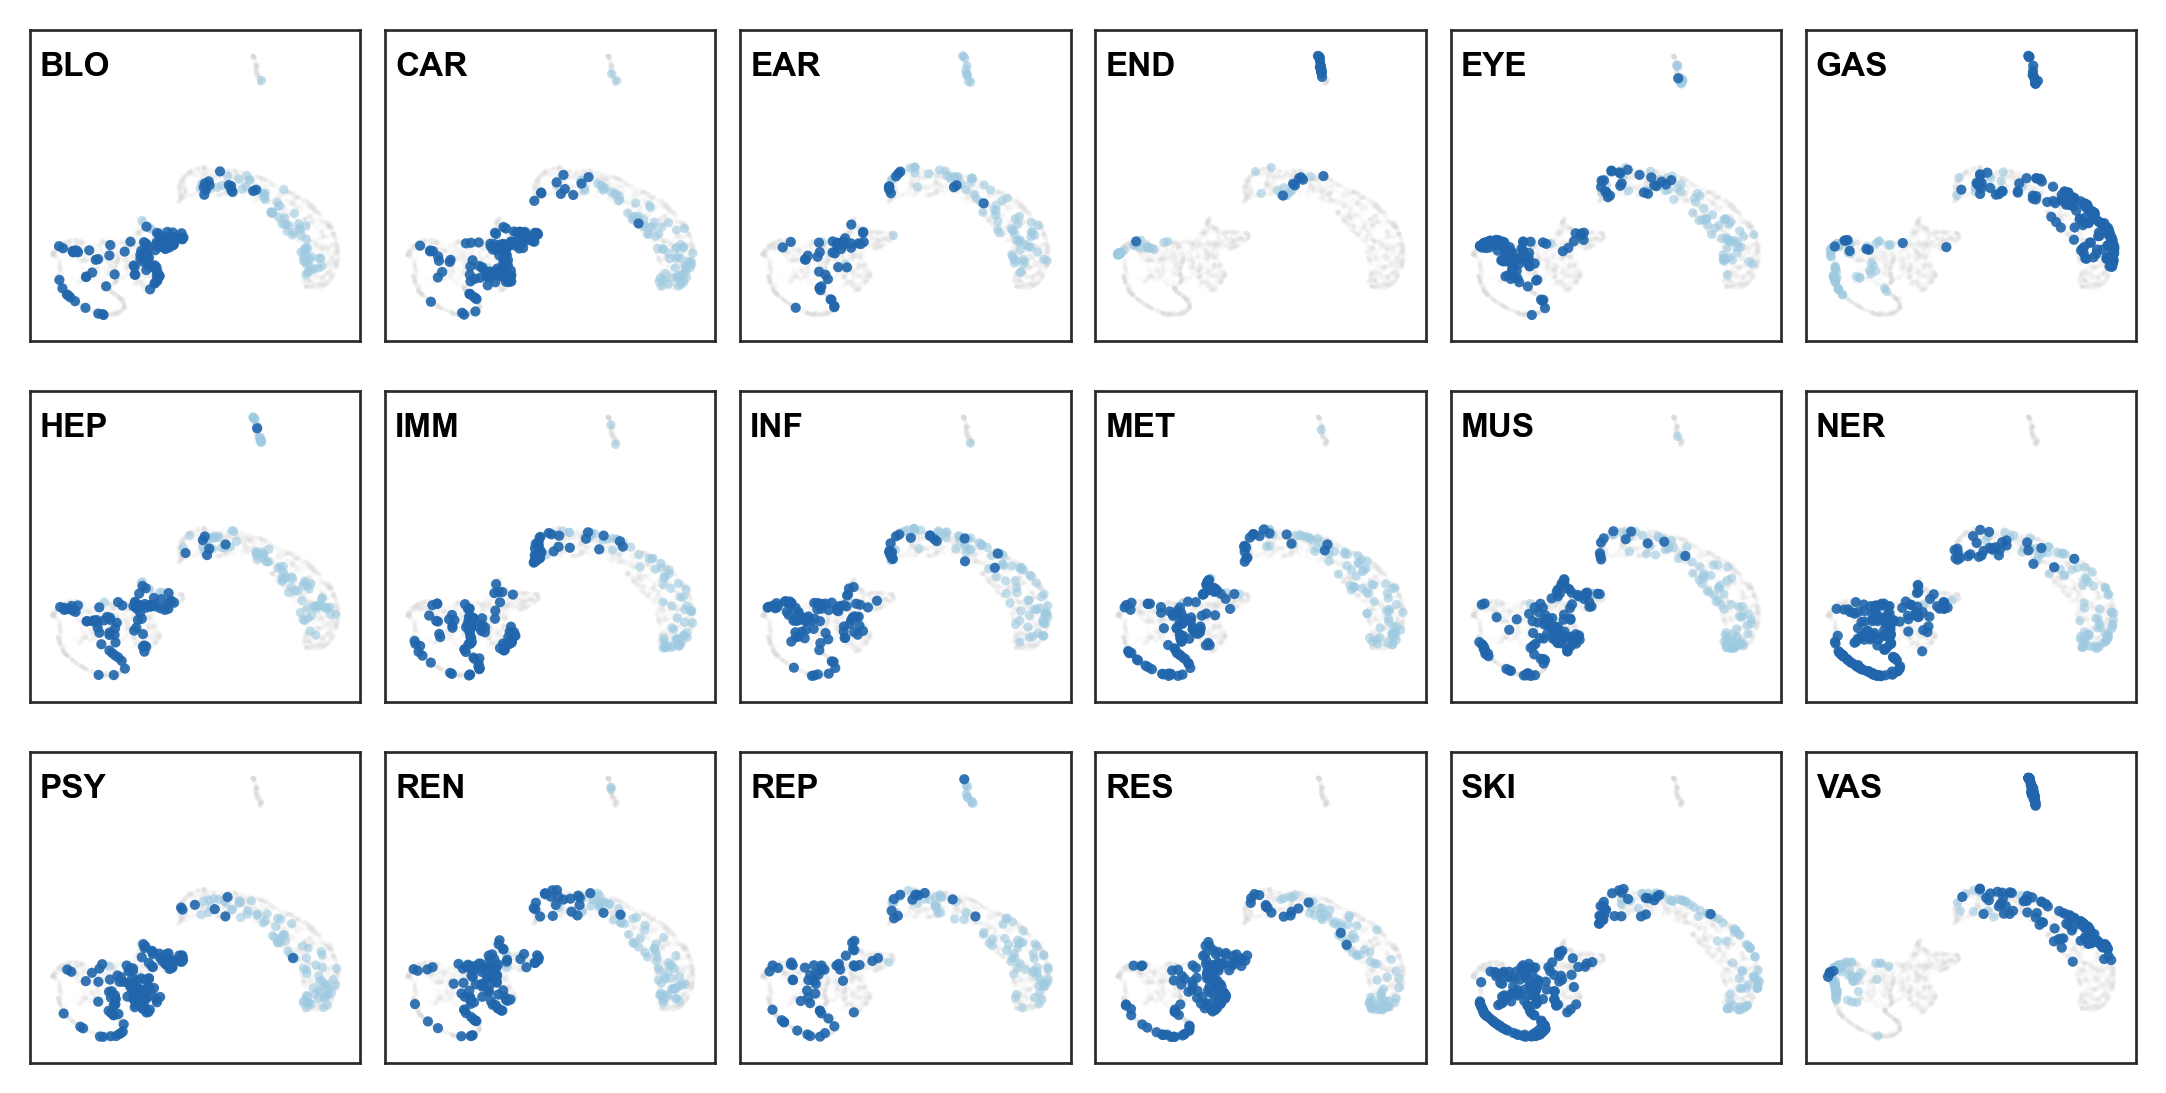 BLO
CAR
EAR
END
EYE
GAS
HEP
IMM
INF
MET
MUS
NER
PSY
REN
REP
RES
SKI
VAS